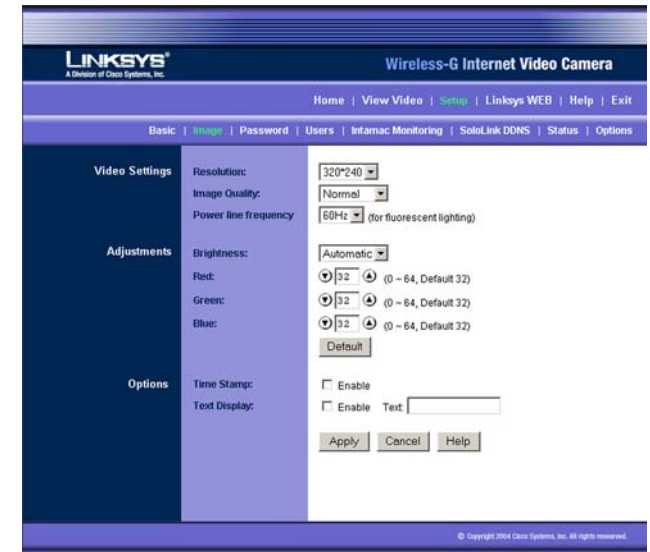 LINKSYS®
A Division of Cisco Systems, Inc.
Wireless-G Internet Video Camera
Home | View Video | Setup | Linksys WEB | Help | Exit
Basic | Image | Password | Users | Intamac Monitoring | SoloLink DDNS | Status | Options
Video Settings
Resolution: 320*240
Image Quality: Normal
Power line frequency 60Hz (for fluorescent lighting)
Adjustments
Brightness: Automatic
Red: 32 (0 ~ 64, Default 32)
Green: 32 (0 ~ 64, Default 32)
Blue: 32 (0 ~ 64, Default 32)
Default
Options
Time Stamp: Enable
Text Display: Enable Text:
Apply Cancel Help
© Copyright 2004 Cisco Systems, Inc. All rights reserved.